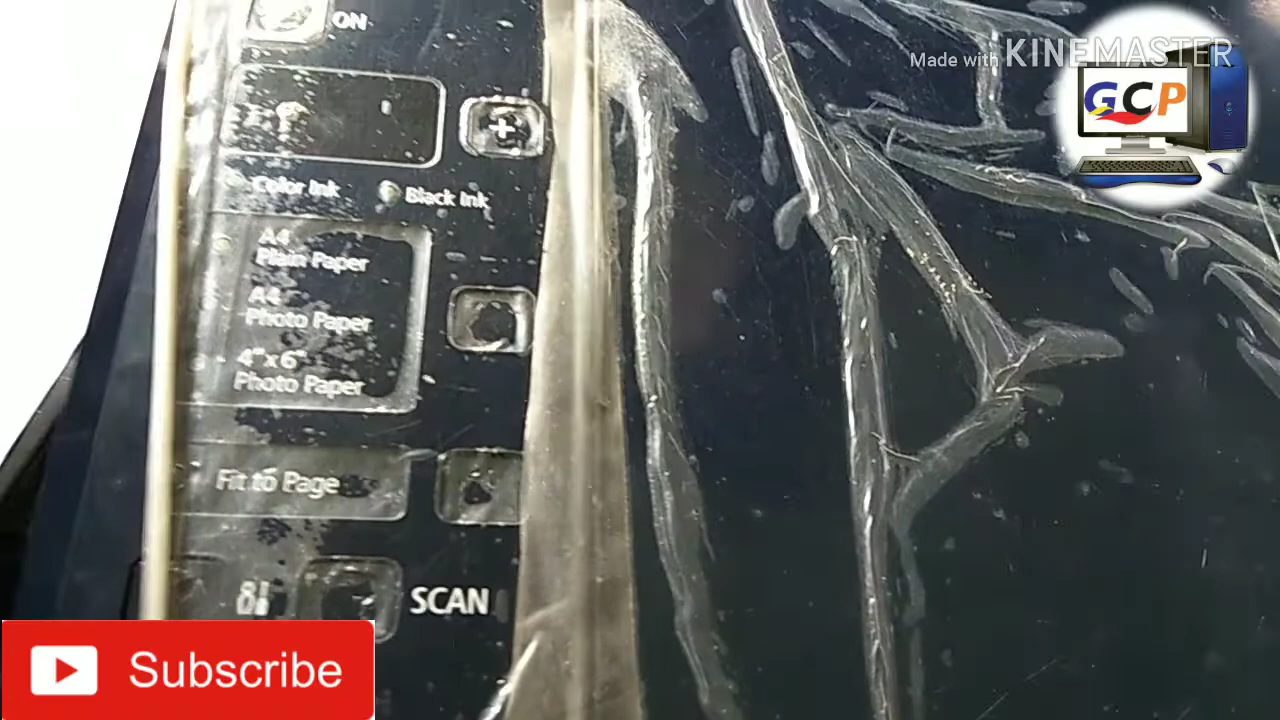 ON
Made with KINEMASTER
GCP
+
Color Ink
Black Ink
A4
Plain Paper
A4
Photo Paper
4"x6"
Photo Paper
Fit to Page
SCAN
Subscribe